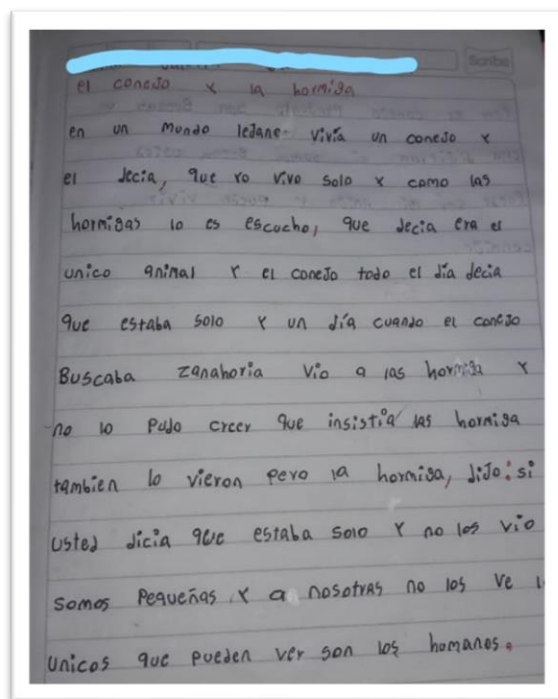 Scribe
el conejo y la hormiga
en un mundo lejano vivía un conejo y
el decia, que yo vivo solo y como las
hormigas lo es escucho, que decia era el
unico animal y el conejo todo el día decia
que estaba solo y un día cuando el conejo
Buscaba zanahoria vio a las hormiga y
no lo pudo creer que insistía las hormiga
tambien lo vieron pero la hormiga, dijo: si
usted dicia que estaba solo y no los vio
somos pequeñas y a nosotras no los ve l
unicos que pueden ver son los humanos.